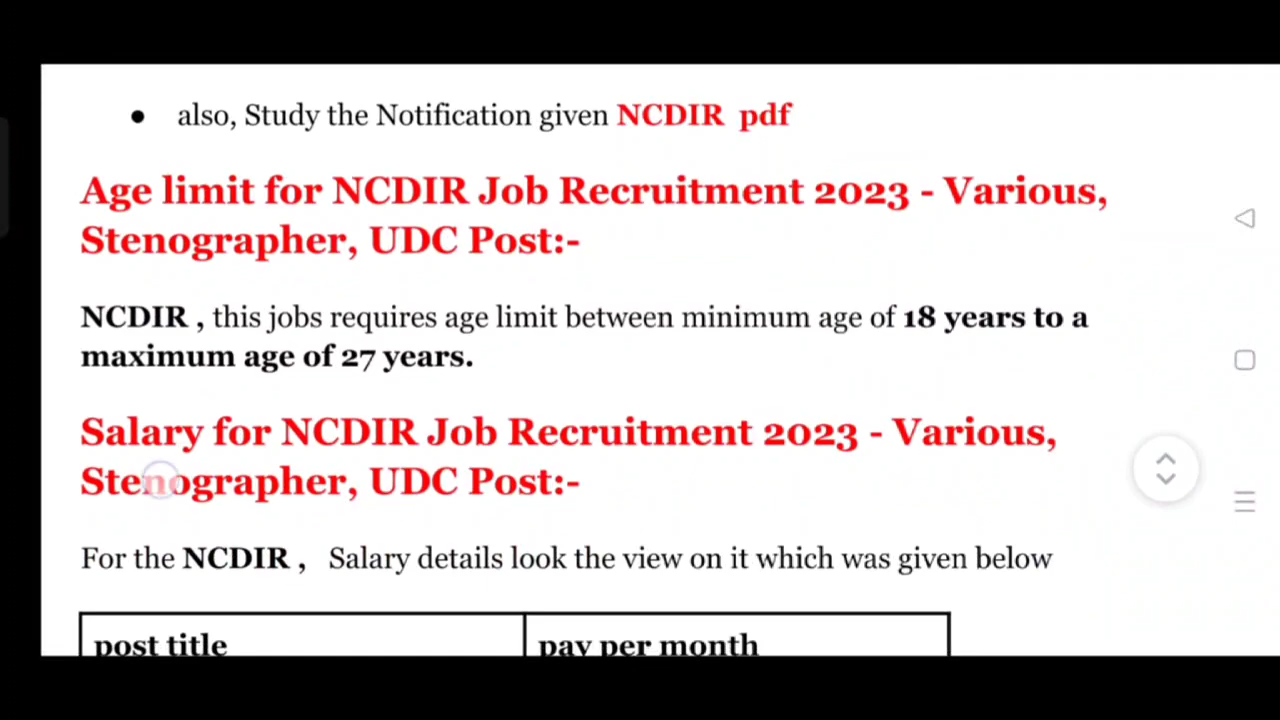 ● also, Study the Notification given NCDIR pdf
Age limit for NCDIR Job Recruitment 2023 - Various,
Stenographer, UDC Post:-
NCDIR , this jobs requires age limit between minimum age of 18 years to a
maximum age of 27 years.
Salary for NCDIR Job Recruitment 2023 - Various,
Stenographer, UDC Post:-
For the NCDIR , Salary details look the view on it which was given below
post title pay per month